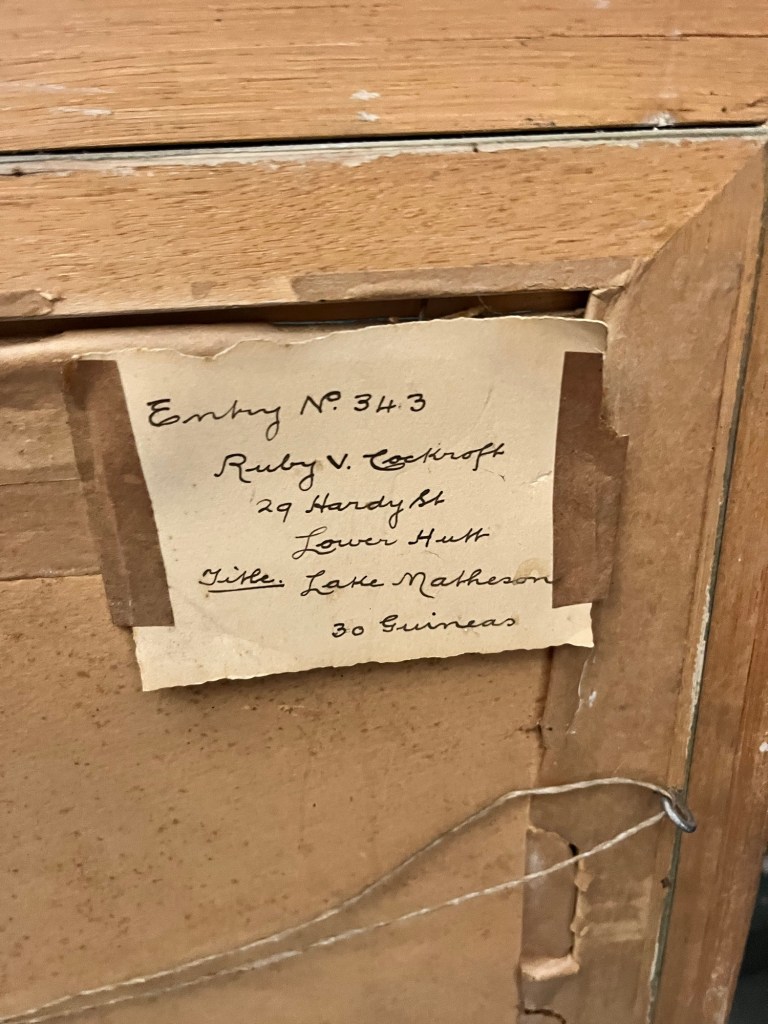 Entry No. 343
Ruby V. Cockroft
29 Hardy St
Lower Hutt
Title. Lake Matheson
30 Guineas